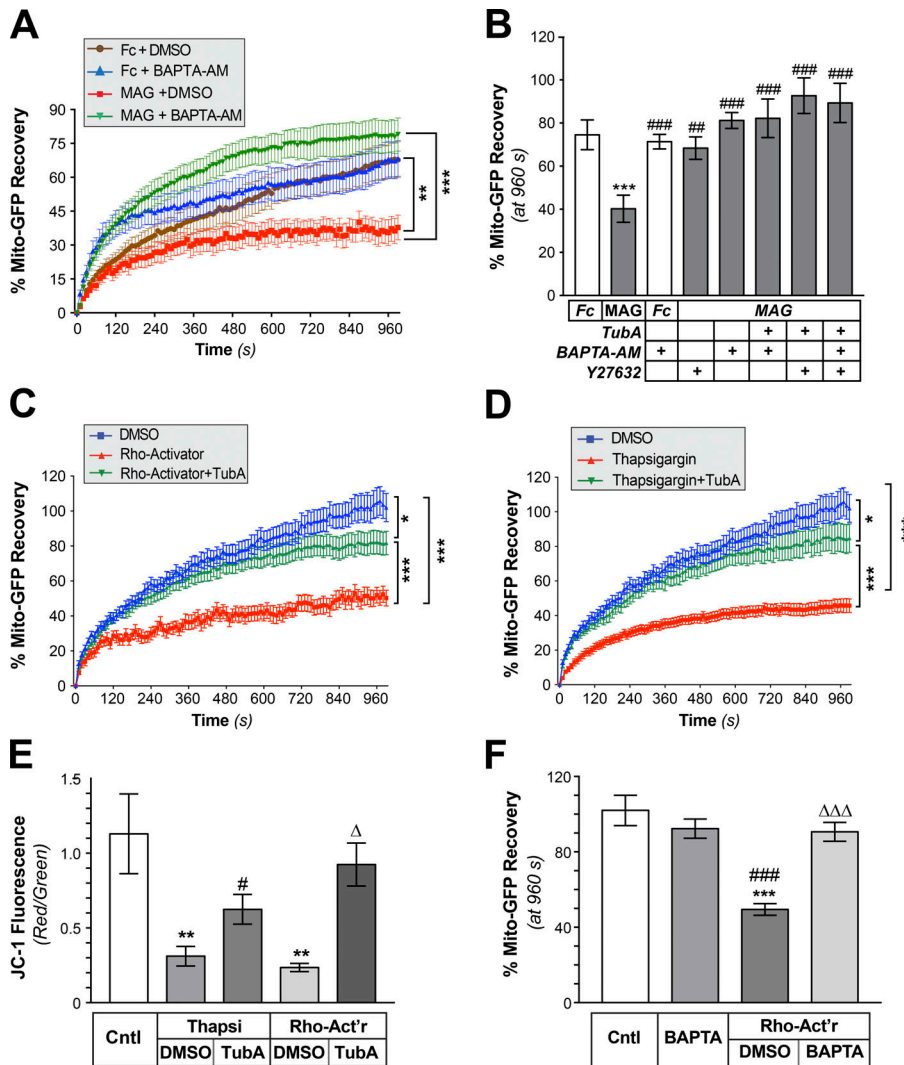 A
Fc + DMSO
Fc + BAPTA-AM
MAG +DMSO
MAG + BAPTA-AM
% Mito-GFP Recovery
90
75
60
45
30
15
0
0 120 240 360 480 600 720 840 960
Time (s)
**
***
B
% Mito-GFP Recovery
(at 960 s)
120
100
80
60
40
20
0
***
###
##
###
###
###
###
Fc MAG Fc MAG
TubA + + +
BAPTA-AM + + + +
Y27632 + + +
C
DMSO
Rho-Activator
Rho-Activator+TubA
% Mito-GFP Recovery
120
100
80
60
40
20
0
0 120 240 360 480 600 720 840 960
Time (s)
*
***
***
D
DMSO
Thapsigargin
Thapsigargin+TubA
% Mito-GFP Recovery
120
100
80
60
40
20
0
0 120 240 360 480 600 720 840 960
Time (s)
*
***
E
JC-1 Fluorescence
(Red/Green)
1.5
1.0
0.5
0
**
#
**
Δ
Cntl Thapsi Rho-Act'r
DMSO TubA DMSO TubA
F
% Mito-GFP Recovery
(at 960 s)
120
100
80
60
40
20
0
###
***
ΔΔΔ
Cntl BAPTA Rho-Act'r
DMSO BAPTA